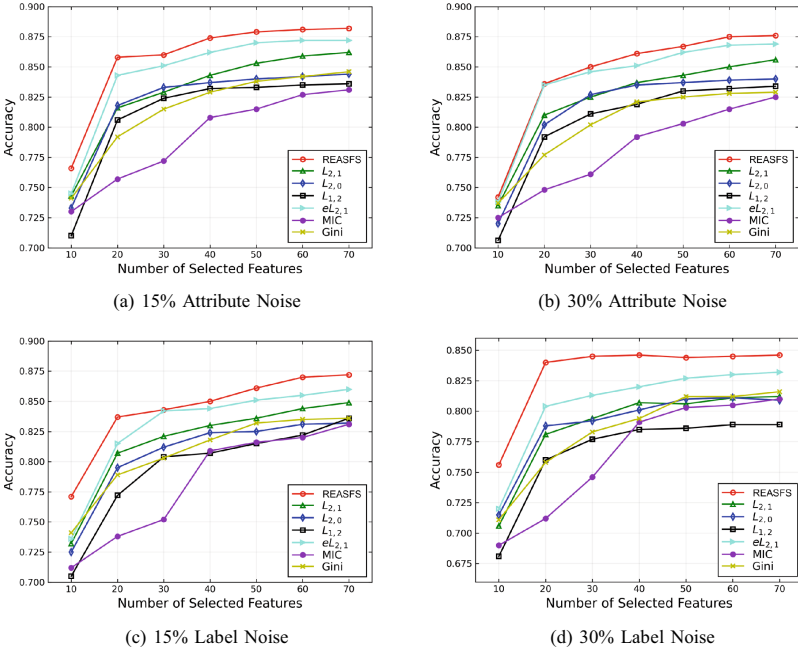 0.900
0.875
0.850
0.825
0.800
0.775
0.750
0.725
0.700
Accuracy
10 20 30 40 50 60 70
Number of Selected Features
REASFS
L2,1
L2,0
L1,2
eL2,1
MIC
Gini
(a) 15% Attribute Noise
0.900
0.875
0.850
0.825
0.800
0.775
0.750
0.725
0.700
Accuracy
10 20 30 40 50 60 70
Number of Selected Features
REASFS
L2,1
L2,0
L1,2
eL2,1
MIC
Gini
(b) 30% Attribute Noise
0.900
0.875
0.850
0.825
0.800
0.775
0.750
0.725
0.700
Accuracy
10 20 30 40 50 60 70
Number of Selected Features
REASFS
L2,1
L2,0
L1,2
eL2,1
MIC
Gini
(c) 15% Label Noise
0.850
0.825
0.800
0.775
0.750
0.725
0.700
0.675
Accuracy
10 20 30 40 50 60 70
Number of Selected Features
REASFS
L2,1
L2,0
L1,2
eL2,1
MIC
Gini
(d) 30% Label Noise